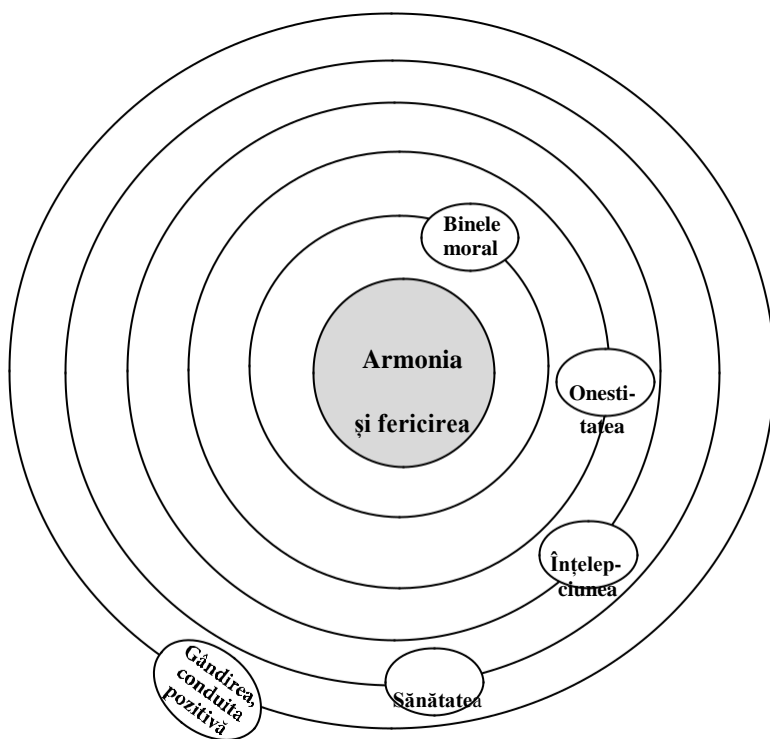 Binele
moral
Armonia
și fericirea
Onesti-
tatea
Înțelep-
ciunea
Sănătatea
Gândirea,
conduita
pozitivă